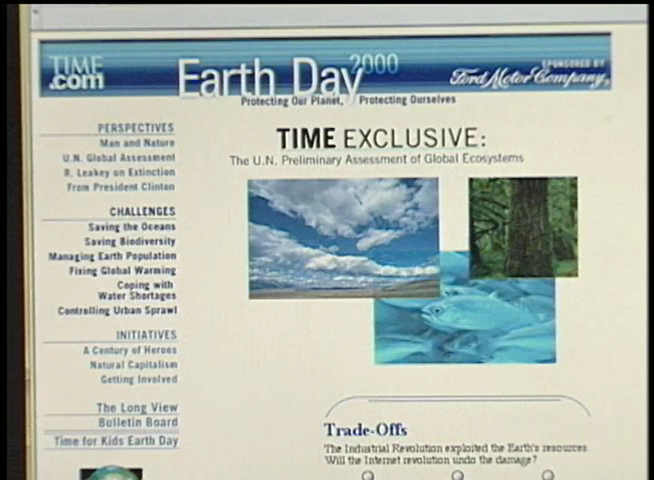 TIME
.com
Earth Day 2000
SPONSORED BY
Ford Motor Company
Protecting Our Planet, Protecting Ourselves
PERSPECTIVES
Man and Nature
U.N. Global Assessment
R. Leakey on Extinction
From President Clinton
CHALLENGES
Saving the Oceans
Saving Biodiversity
Managing Earth Population
Fixing Global Warming
Coping with
Water Shortages
Controlling Urban Sprawl
INITIATIVES
A Century of Heroes
Natural Capitalism
Getting Involved
The Long View
Bulletin Board
Time for Kids Earth Day
TIME EXCLUSIVE:
The U.N. Preliminary Assessment of Global Ecosystems
Trade-Offs
The Industrial Revolution exploited the Earth's resources.
Will the Internet revolution undo the damage?